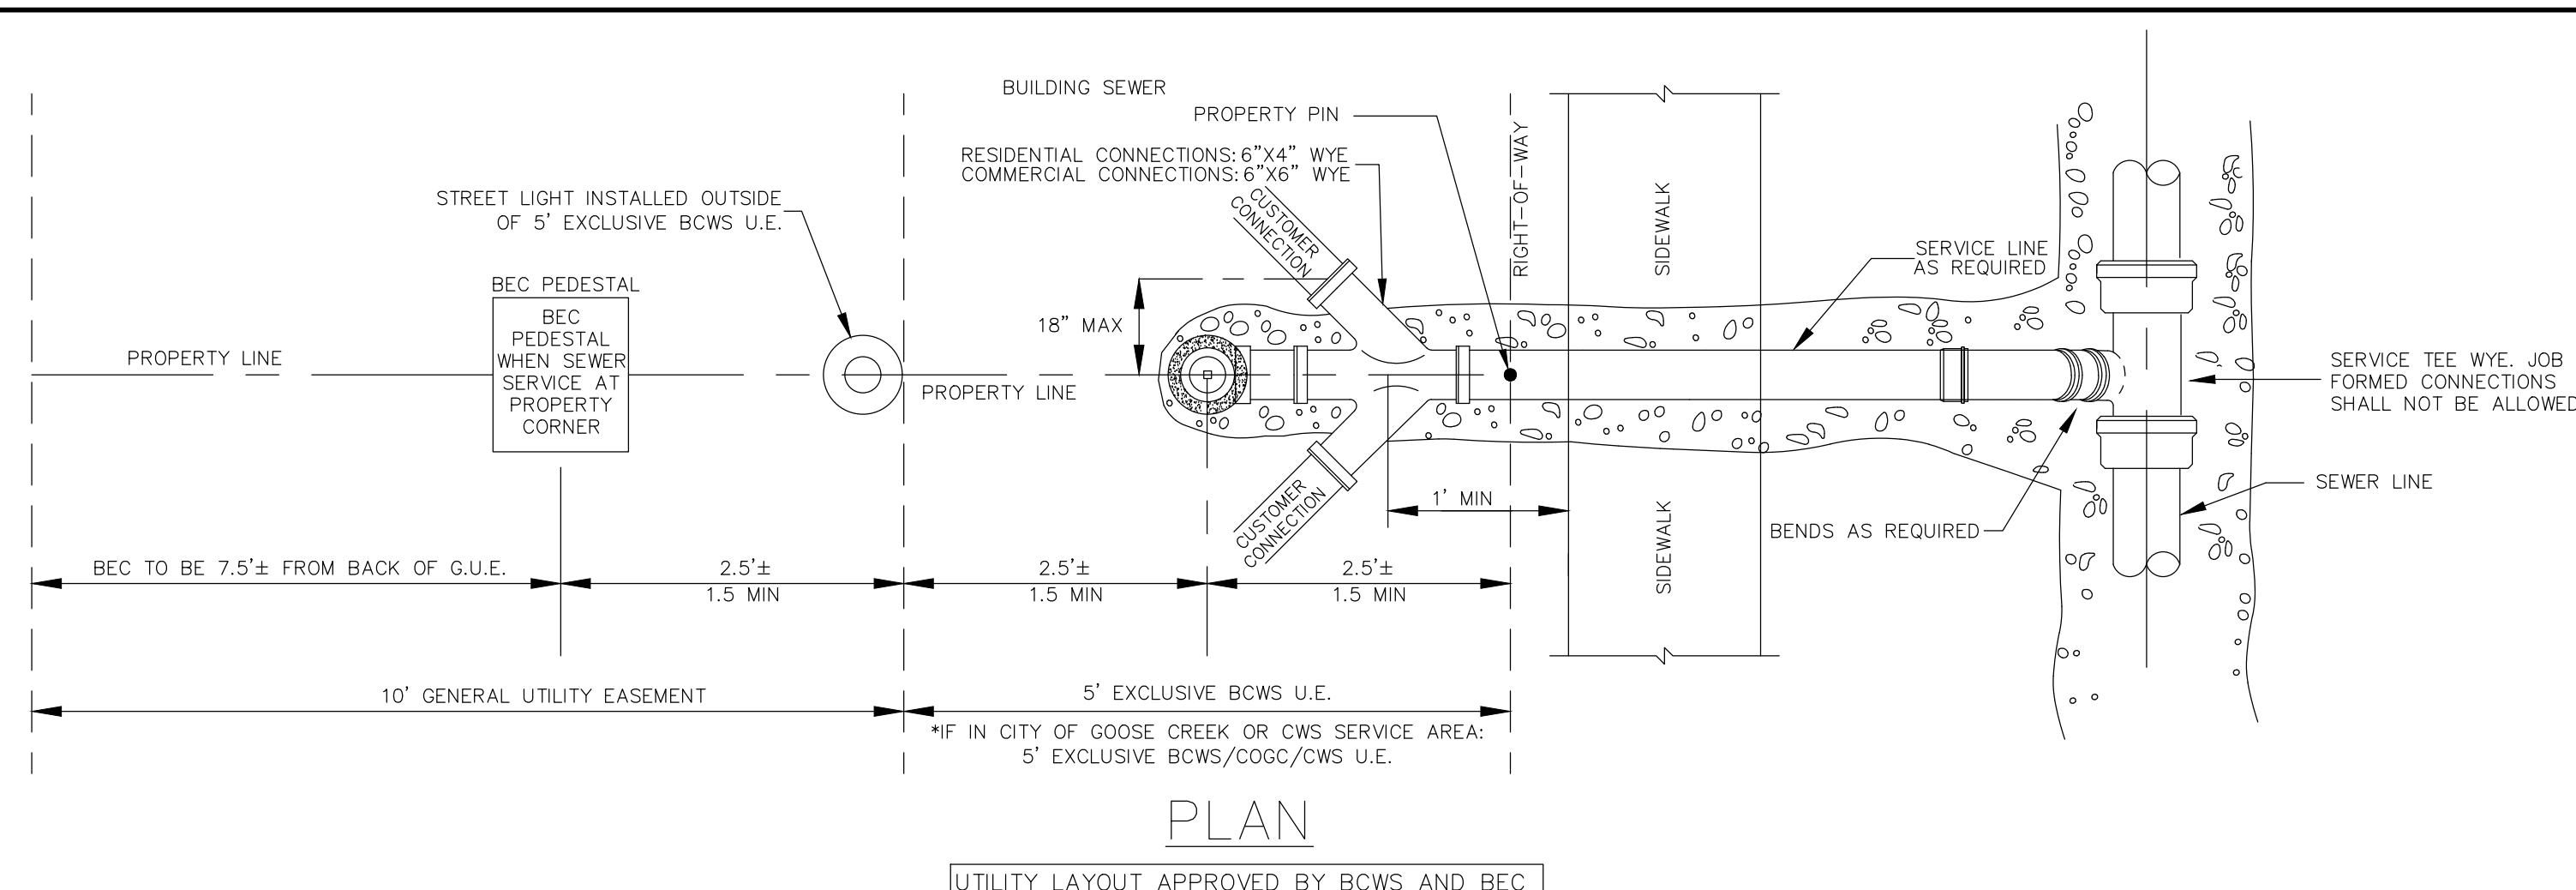 BUILDING SEWER
PROPERTY PIN
RESIDENTIAL CONNECTIONS: 6"X4" WYE
COMMERCIAL CONNECTIONS: 6"X6" WYE
STREET LIGHT INSTALLED OUTSIDE
OF 5' EXCLUSIVE BCWS U.E.
CUSTOMER
CONNECTION
RIGHT-OF-WAY
SIDEWALK
SERVICE LINE
AS REQUIRED
BEC PEDESTAL
BEC
PEDESTAL
WHEN SEWER
SERVICE AT
PROPERTY
CORNER
18" MAX
PROPERTY LINE
PROPERTY LINE
SERVICE TEE WYE. JOB
FORMED CONNECTIONS
SHALL NOT BE ALLOWED
SEWER LINE
1' MIN
CUSTOMER
CONNECTION
SIDEWALK
BENDS AS REQUIRED
BEC TO BE 7.5'± FROM BACK OF G.U.E.
2.5'±
1.5 MIN
2.5'±
1.5 MIN
2.5'±
1.5 MIN
10' GENERAL UTILITY EASEMENT
5' EXCLUSIVE BCWS U.E.
*IF IN CITY OF GOOSE CREEK OR CWS SERVICE AREA:
5' EXCLUSIVE BCWS/COGC/CWS U.E.
PLAN
UTILITY LAYOUT APPROVED BY BCWS AND BEC